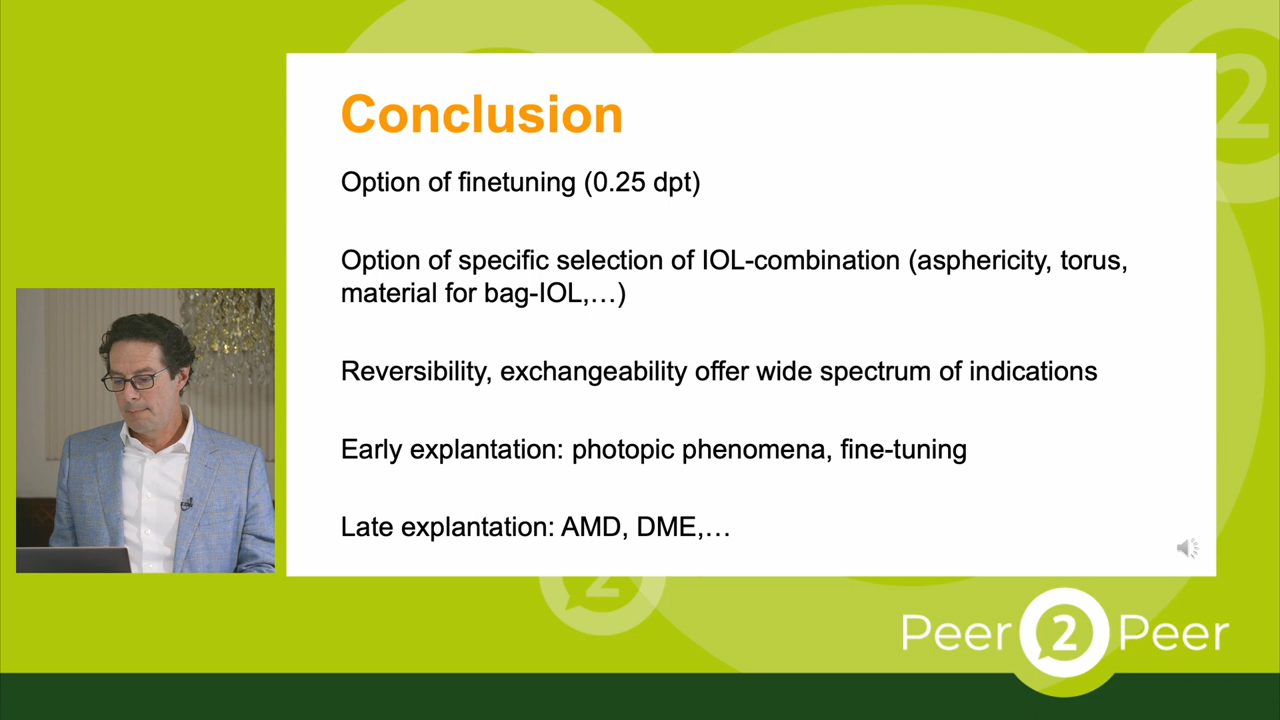 Conclusion
Option of finetuning (0.25 dpt)
Option of specific selection of IOL-combination (asphericity, torus,
material for bag-IOL,…)
Reversibility, exchangeability offer wide spectrum of indications
Early explantation: photopic phenomena, fine-tuning
Late explantation: AMD, DME,…
2
2
Peer 2 Peer